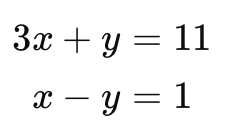 3x + y = 11
x − y = 1